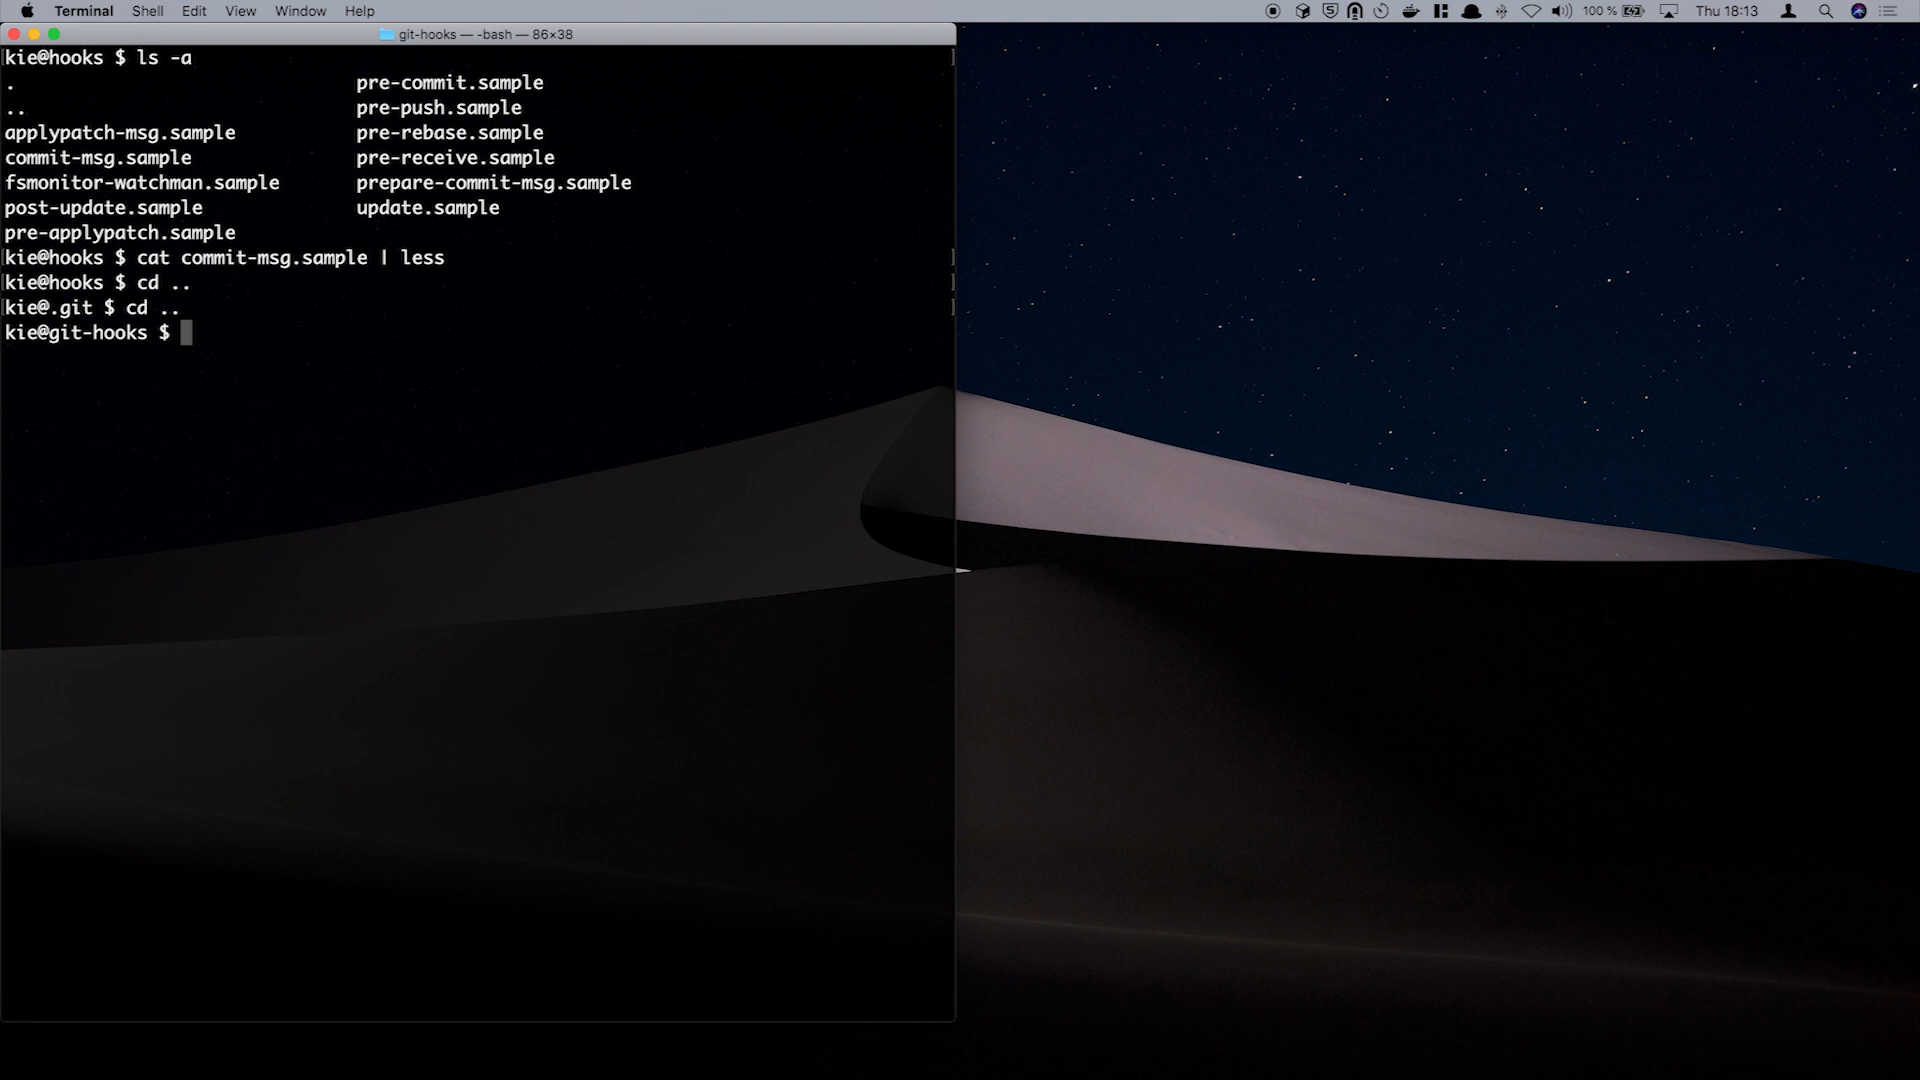 Terminal Shell Edit View Window Help 100 % Thu 18:13
git-hooks — -bash — 86×38
kie@hooks $ ls -a
. pre-commit.sample
.. pre-push.sample
applypatch-msg.sample pre-rebase.sample
commit-msg.sample pre-receive.sample
fsmonitor-watchman.sample prepare-commit-msg.sample
post-update.sample update.sample
pre-applypatch.sample
kie@hooks $ cat commit-msg.sample | less
kie@hooks $ cd ..
kie@.git $ cd ..
kie@git-hooks $